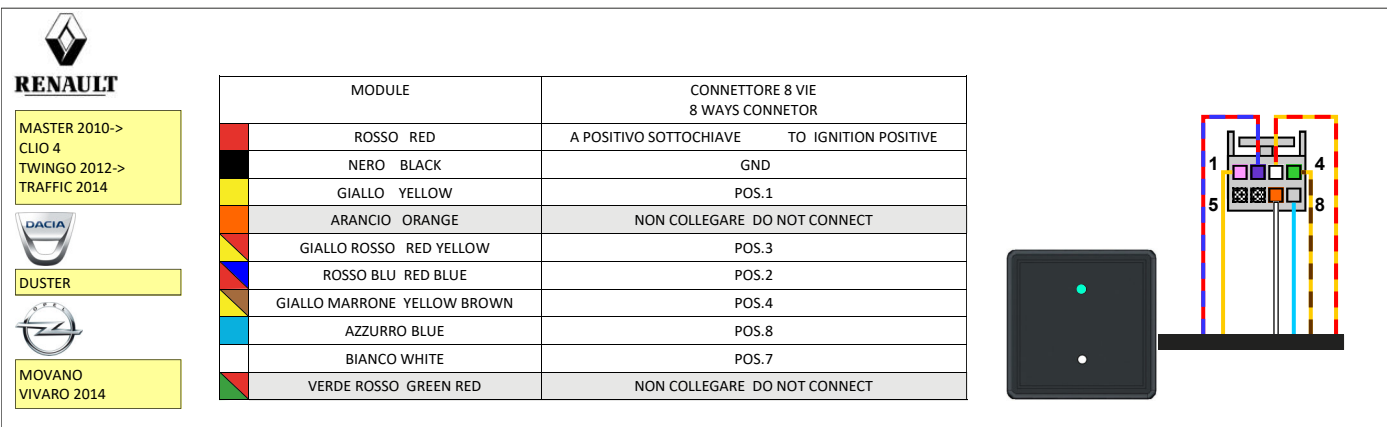 RENAULT
MASTER 2010->
CLIO 4
TWINGO 2012->
TRAFFIC 2014
DACIA
DUSTER
OPEL
MOVANO
VIVARO 2014
MODULE CONNETTORE 8 VIE
8 WAYS CONNETOR
ROSSO RED A POSITIVO SOTTOCHIAVE TO IGNITION POSITIVE
NERO BLACK GND
GIALLO YELLOW POS.1
ARANCIO ORANGE NON COLLEGARE DO NOT CONNECT
GIALLO ROSSO RED YELLOW POS.3
ROSSO BLU RED BLUE POS.2
GIALLO MARRONE YELLOW BROWN POS.4
AZZURRO BLUE POS.8
BIANCO WHITE POS.7
VERDE ROSSO GREEN RED NON COLLEGARE DO NOT CONNECT
1 4
5 8